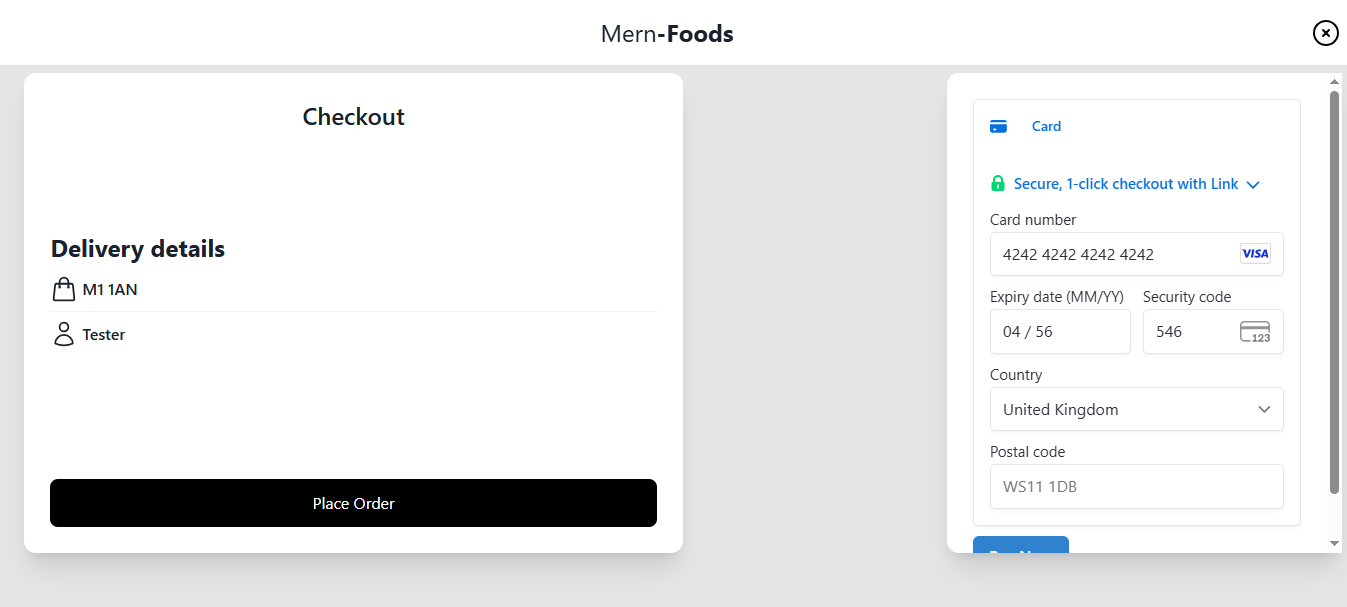 Mern-Foods
Checkout
Delivery details
M1 1AN
Tester
Place Order
Card
Secure, 1-click checkout with Link
Card number
4242 4242 4242 4242
VISA
Expiry date (MM/YY) Security code
04 / 56 546
123
Country
United Kingdom
Postal code
WS11 1DB